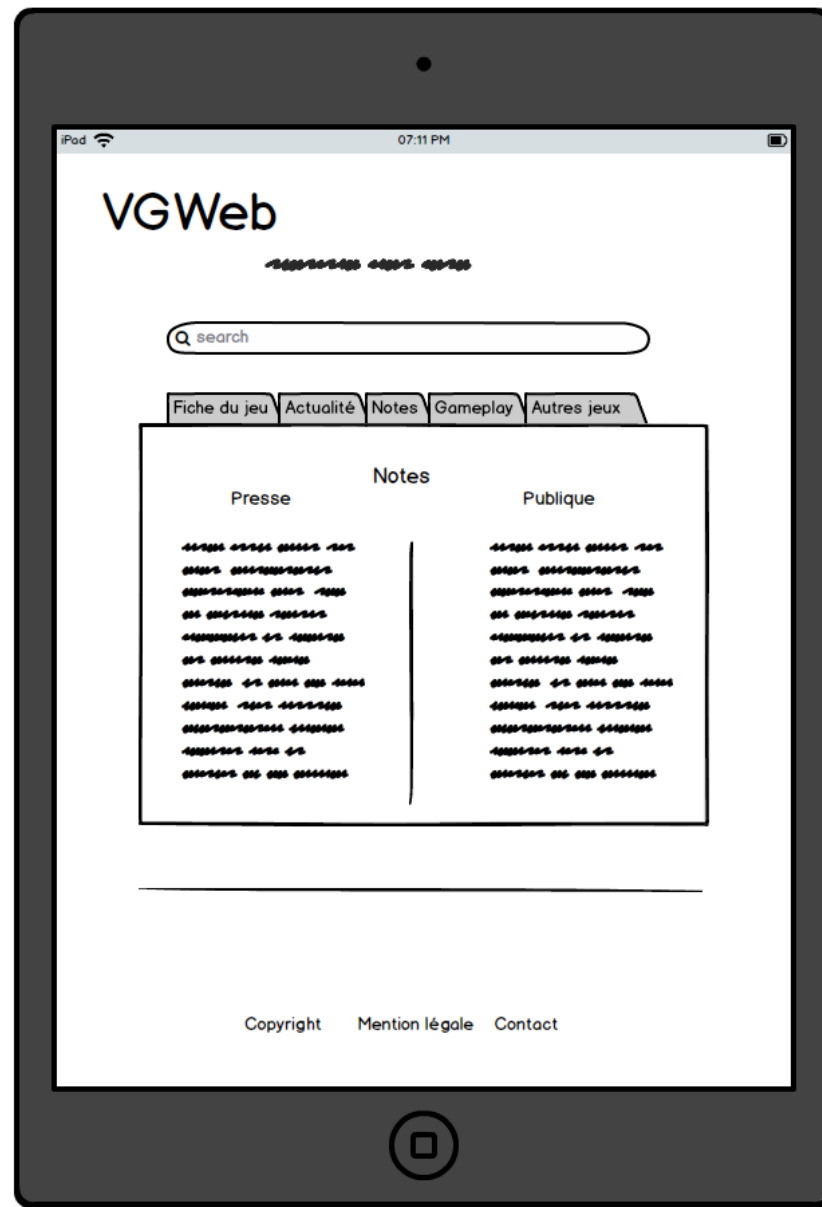 iPad 07:11 PM
VGWeb
search
Fiche du jeu Actualité Notes Gameplay Autres jeux
Notes
Presse Publique
Copyright Mention légale Contact